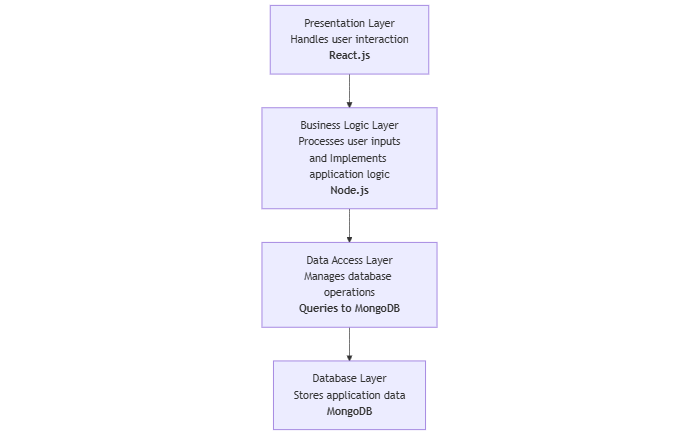 Presentation Layer
Handles user interaction
React.js
Business Logic Layer
Processes user inputs
and Implements
application logic
Node.js
Data Access Layer
Manages database
operations
Queries to MongoDB
Database Layer
Stores application data
MongoDB